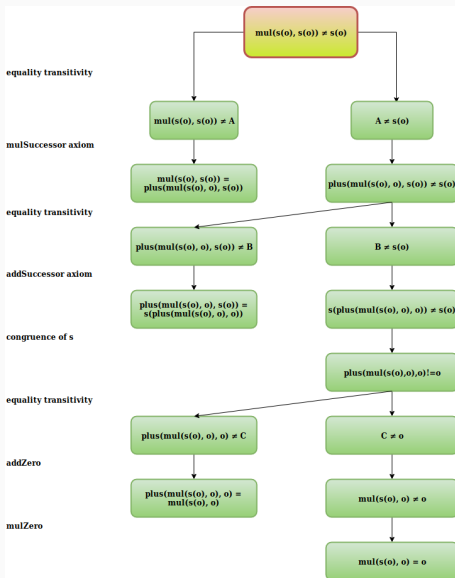 mul(s(o), s(o)) ≠ s(o)
equality transitivity
mul(s(o), s(o)) ≠ A
A ≠ s(o)
mulSuccessor axiom
mul(s(o), s(o)) =
plus(mul(s(o), o), s(o))
plus(mul(s(o), o), s(o)) ≠ s(o)
equality transitivity
plus(mul(s(o), o), s(o)) ≠ B
B ≠ s(o)
addSuccessor axiom
plus(mul(s(o), o), s(o)) =
s(plus(mul(s(o), o), o))
s(plus(mul(s(o), o, o)) ≠ s(o)
congruence of s
plus(mul(s(o),o),o)!=o
equality transitivity
plus(mul(s(o), o), o) ≠ C
C ≠ o
addZero
plus(mul(s(o), o), o) =
mul(s(o), o)
mul(s(o), o) ≠ o
mulZero
mul(s(o), o) = o